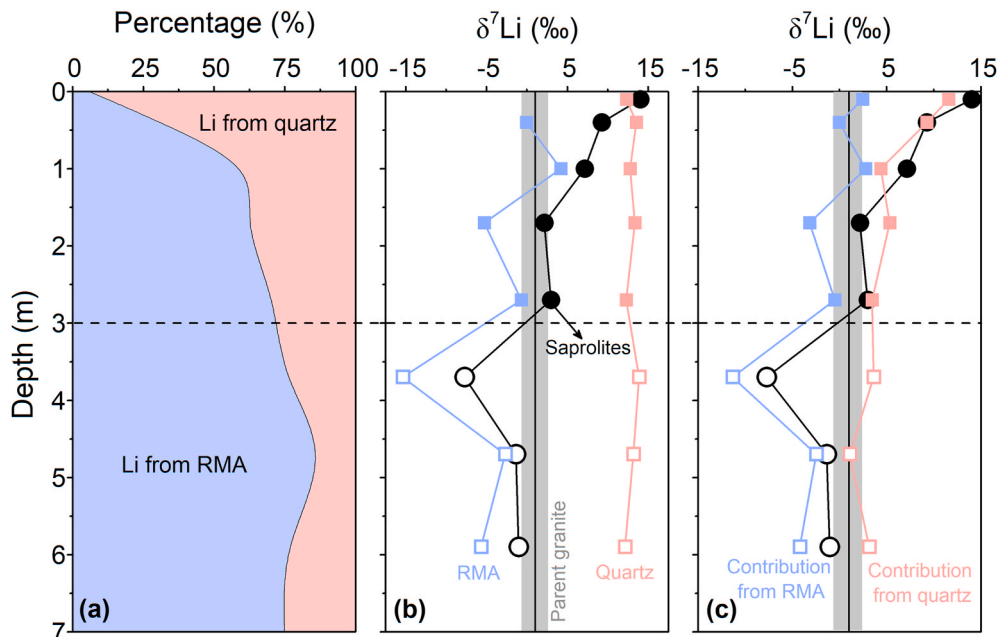 Percentage (%)
0 25 50 75 100
Depth (m)
0
1
2
3
4
5
6
7
Li from quartz
Li from RMA
(a)
δ⁷Li (‰)
-15 -5 5 15
Saprolites
Parent granite
RMA
Quartz
(b)
δ⁷Li (‰)
-15 -5 5 15
Contribution
from RMA
Contribution
from quartz
(c)